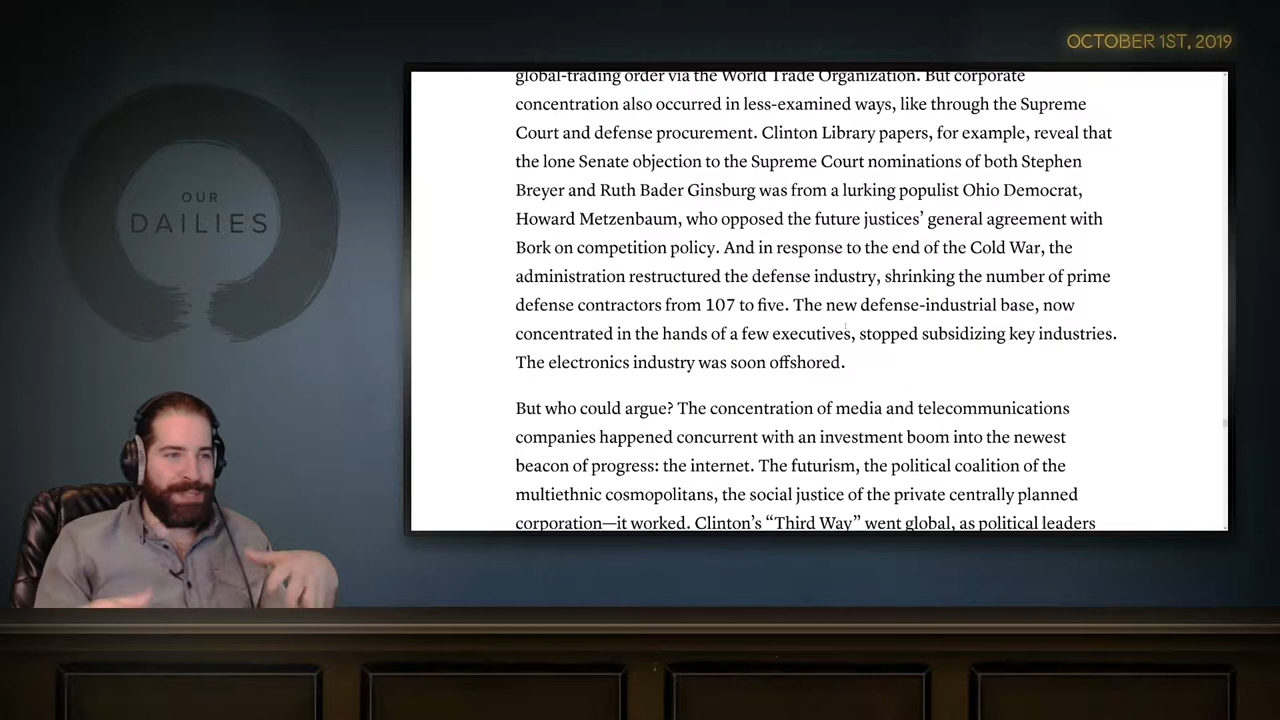 OCTOBER 1ST, 2019
OUR
DAILIES
global-trading order via the World Trade Organization. But corporate
concentration also occurred in less-examined ways, like through the Supreme
Court and defense procurement. Clinton Library papers, for example, reveal that
the lone Senate objection to the Supreme Court nominations of both Stephen
Breyer and Ruth Bader Ginsburg was from a lurking populist Ohio Democrat,
Howard Metzenbaum, who opposed the future justices’ general agreement with
Bork on competition policy. And in response to the end of the Cold War, the
administration restructured the defense industry, shrinking the number of prime
defense contractors from 107 to five. The new defense-industrial base, now
concentrated in the hands of a few executives, stopped subsidizing key industries.
The electronics industry was soon offshored.
But who could argue? The concentration of media and telecommunications
companies happened concurrent with an investment boom into the newest
beacon of progress: the internet. The futurism, the political coalition of the
multiethnic cosmopolitans, the social justice of the private centrally planned
corporation—it worked. Clinton’s “Third Way” went global, as political leaders